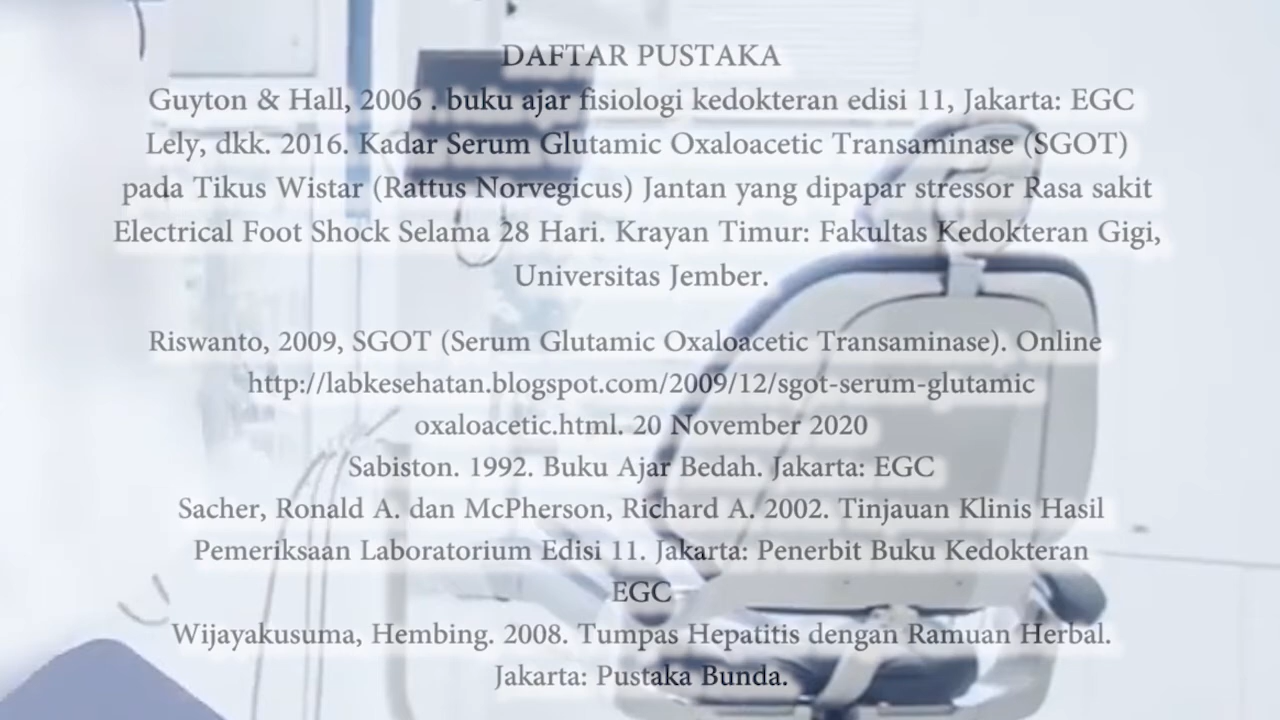 DAFTAR PUSTAKA
Guyton & Hall, 2006 . buku ajar fisiologi kedokteran edisi 11, Jakarta: EGC
Lely, dkk. 2016. Kadar Serum Glutamic Oxaloacetic Transaminase (SGOT)
pada Tikus Wistar (Rattus Norvegicus) Jantan yang dipapar stressor Rasa sakit
Electrical Foot Shock Selama 28 Hari. Krayan Timur: Fakultas Kedokteran Gigi,
Universitas Jember.
Riswanto, 2009, SGOT (Serum Glutamic Oxaloacetic Transaminase). Online
http://labkesehatan.blogspot.com/2009/12/sgot-serum-glutamic
oxaloacetic.html. 20 November 2020
Sabiston. 1992. Buku Ajar Bedah. Jakarta: EGC
Sacher, Ronald A. dan McPherson, Richard A. 2002. Tinjauan Klinis Hasil
Pemeriksaan Laboratorium Edisi 11. Jakarta: Penerbit Buku Kedokteran
EGC
Wijayakusuma, Hembing. 2008. Tumpas Hepatitis dengan Ramuan Herbal.
Jakarta: Pustaka Bunda.